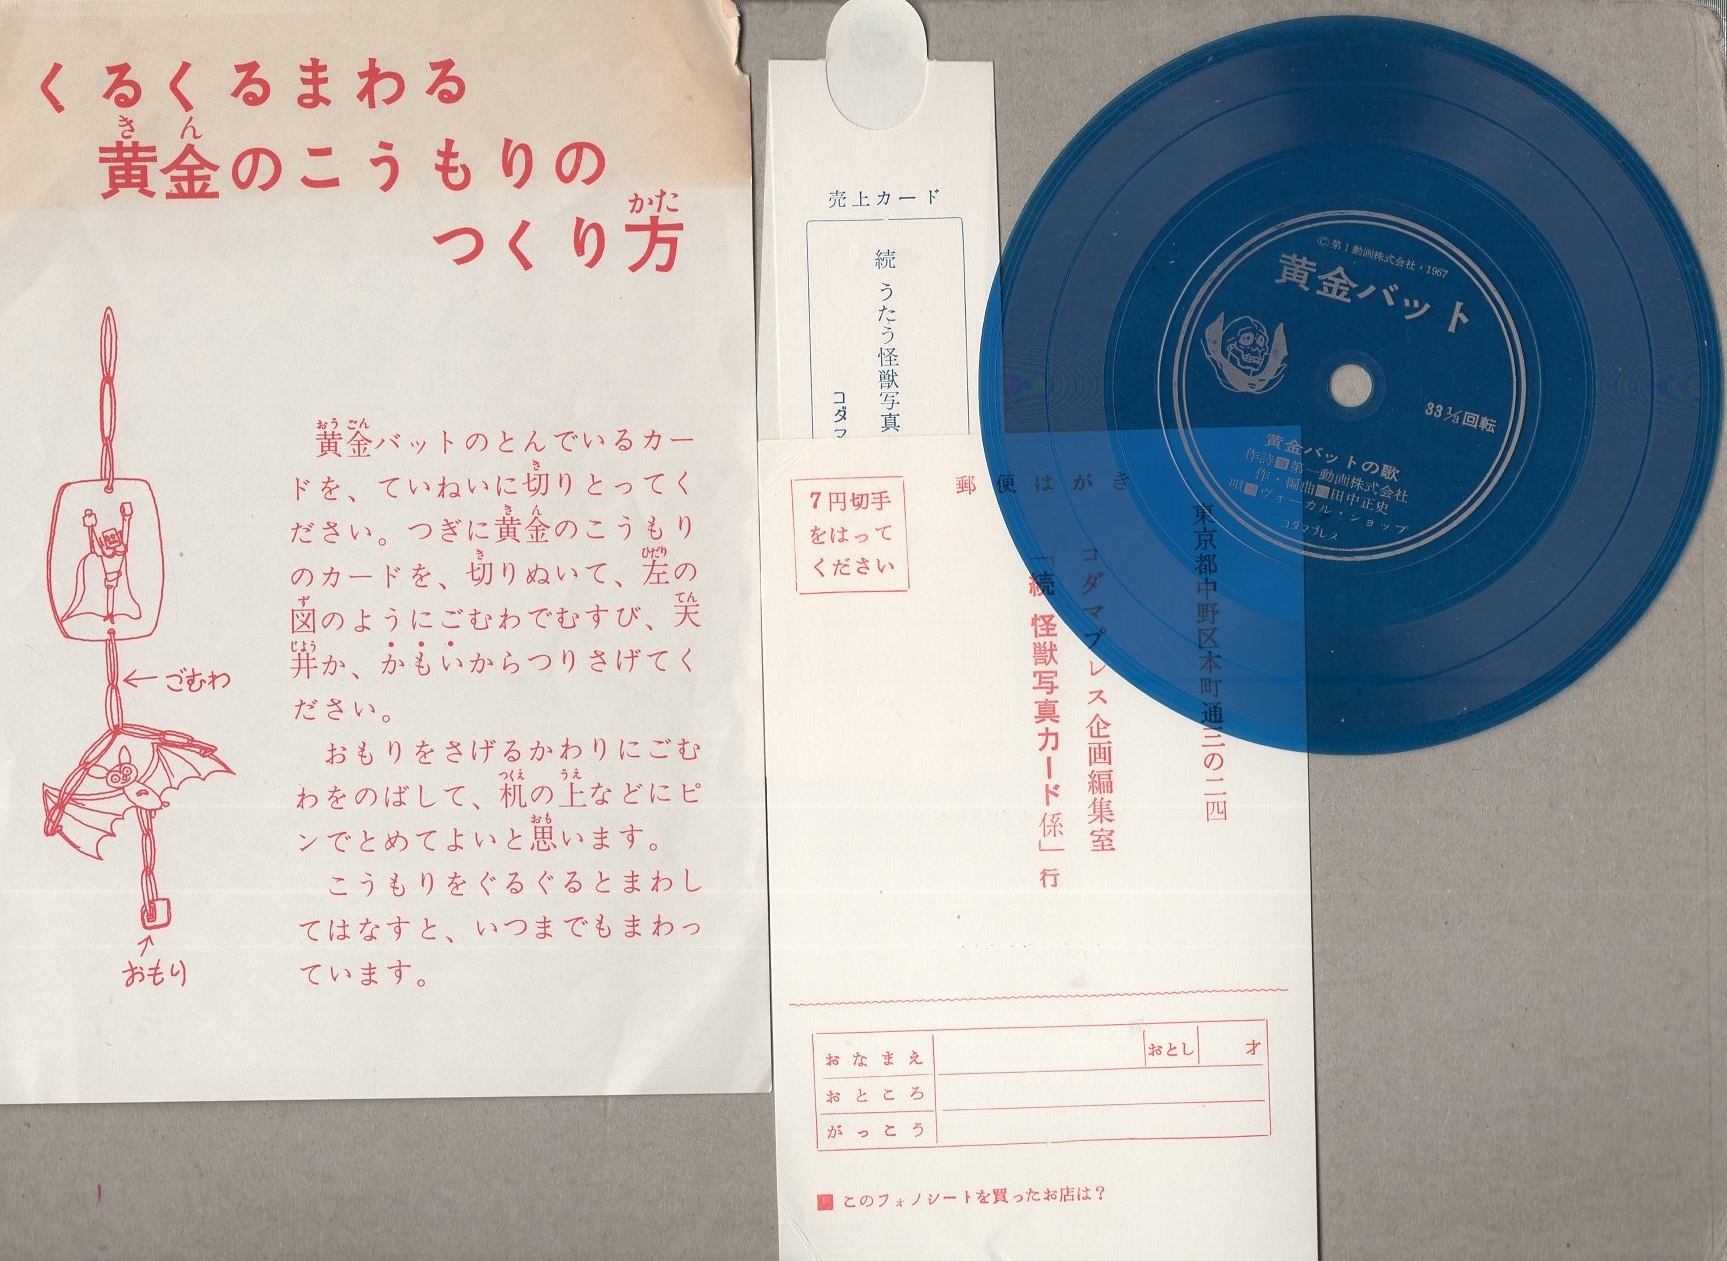 くるくるまわる
黄金のこうもりの
つくり方
黄金バットのとんでいるカー
ドを、ていねいに切りとってく
ださい。つぎに黄金のこうもり
のカードを、切りぬいて、左の
図のようにごむわでむすび、天
井か、かもいからつりさげてく
ださい。
おもりをさげるかわりにごむ
わをのばして、机の上などにピ
ンでとめてよいと思います。
こうもりをぐるぐるとまわし
てはなすと、いつまでもまわっ
ています。
ごむわ
おもり
売上カード
続 うたう怪獣写真
コダマ
郵便はがき
7円切手
をはって
ください
東京都中野区本町通三の二四
コダマプレス企画編集室
「続 怪獣写真カード係」行
おなまえ
おとし
才
おところ
がっこう
■このフォノシートを買ったお店は?
©第1動画株式会社・1967
黄金バット
33 1/3回転
黄金バットの歌
作詩■第一動画株式会社
作・編曲■田中正史
唄■ヴォーカル・ショップ
コダマプレス